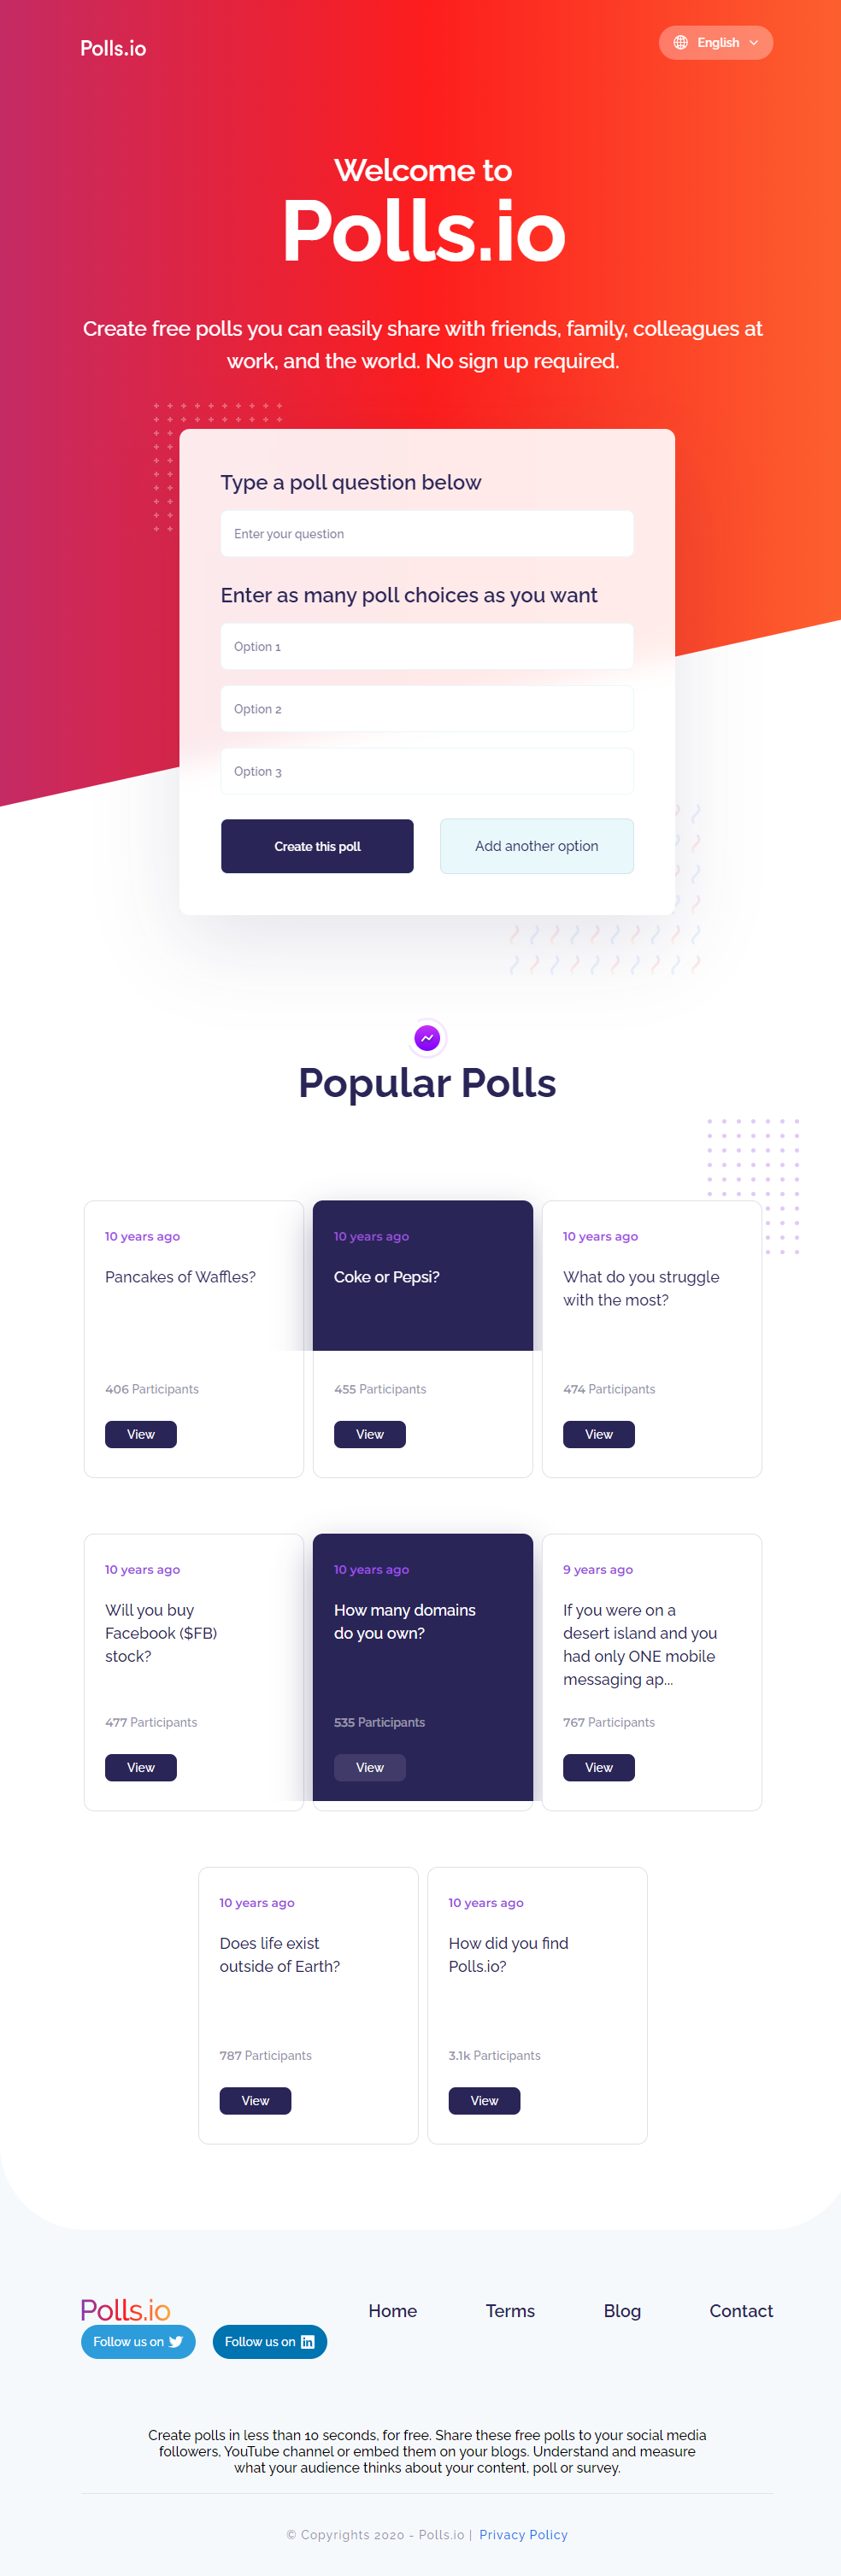 Polls.io
English
Welcome to
Polls.io
Create free polls you can easily share with friends, family, colleagues at
work, and the world. No sign up required.
Type a poll question below
Enter your question
Enter as many poll choices as you want
Option 1
Option 2
Option 3
Create this poll
Add another option
Popular Polls
10 years ago
Pancakes of Waffles?
406 Participants
View
10 years ago
Coke or Pepsi?
455 Participants
View
10 years ago
What do you struggle
with the most?
474 Participants
View
10 years ago
Will you buy
Facebook ($FB)
stock?
477 Participants
View
10 years ago
How many domains
do you own?
535 Participants
View
9 years ago
If you were on a
desert island and you
had only ONE mobile
messaging ap...
767 Participants
View
10 years ago
Does life exist
outside of Earth?
787 Participants
View
10 years ago
How did you find
Polls.io?
3.1k Participants
View
Polls.io
Follow us on
Follow us on
Home
Terms
Blog
Contact
Create polls in less than 10 seconds, for free. Share these free polls to your social media
followers, YouTube channel or embed them on your blogs. Understand and measure
what your audience thinks about your content, poll or survey.
© Copyrights 2020 - Polls.io | Privacy Policy